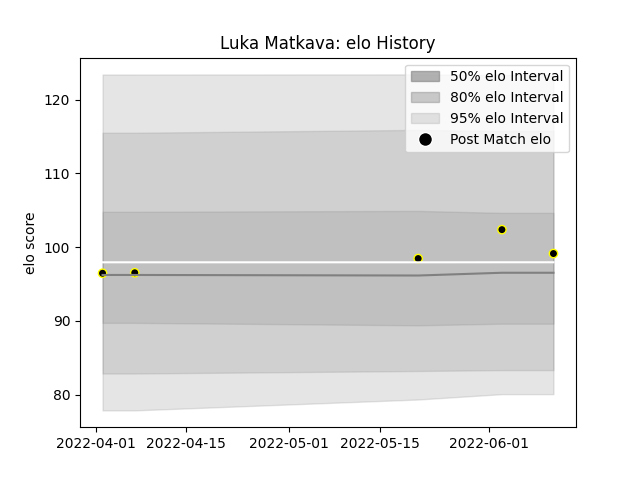 Luka Matkava: elo History
50% elo Interval
80% elo Interval
95% elo Interval
Post Match elo
elo score
120
110
100
90
80
2022-04-01 2022-04-15 2022-05-01 2022-05-15 2022-06-01